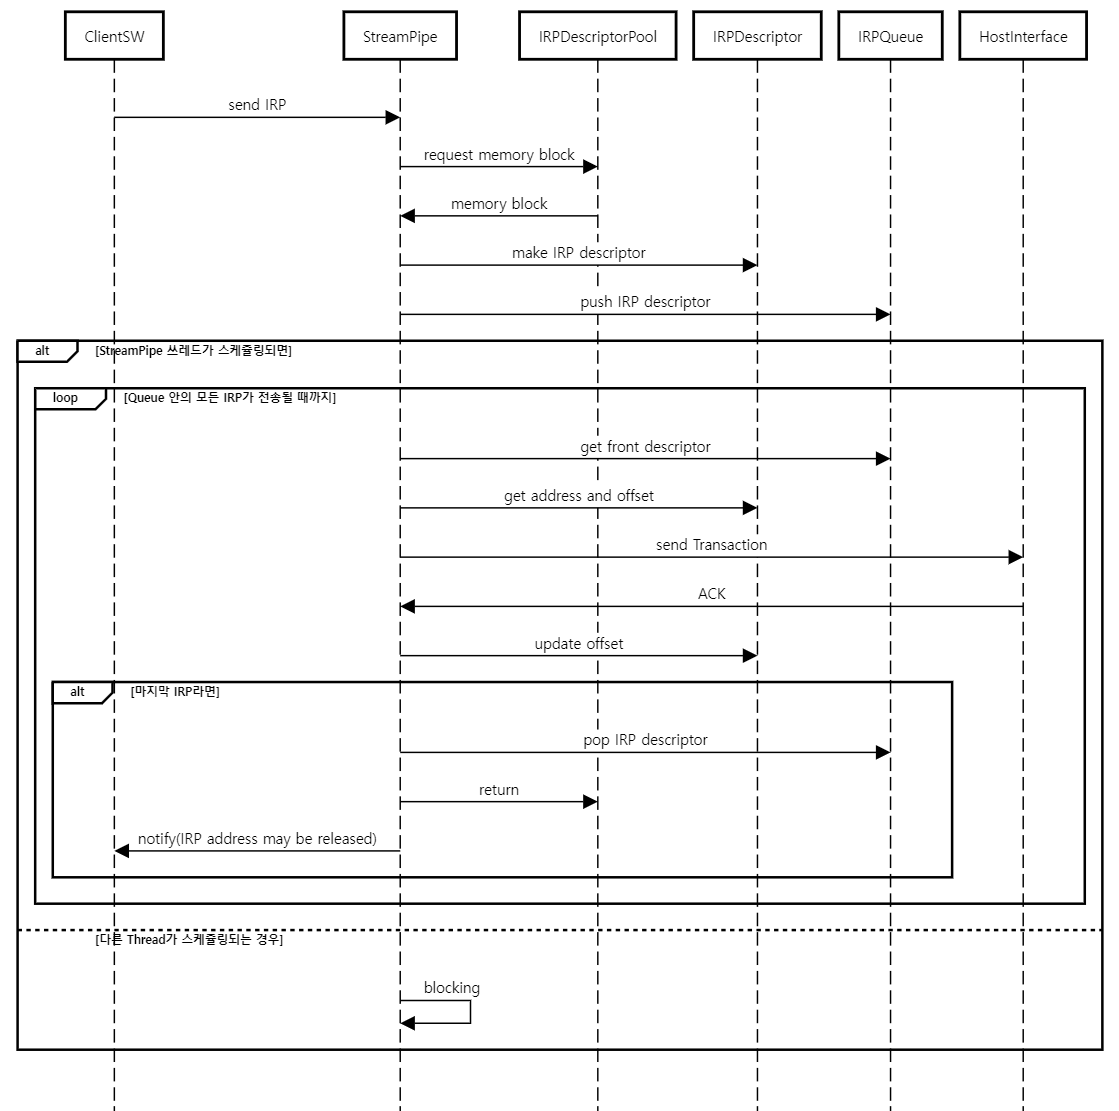 ClientSW
StreamPipe
IRPDescriptorPool
IRPDescriptor
IRPQueue
HostInterface
send IRP
request memory block
memory block
make IRP descriptor
push IRP descriptor
alt
[StreamPipe 쓰레드가 스케쥴링되면]
loop
[Queue 안의 모든 IRP가 전송될 때까지]
get front descriptor
get address and offset
send Transaction
ACK
update offset
alt
[마지막 IRP라면]
pop IRP descriptor
return
notify(IRP address may be released)
[다른 Thread가 스케쥴링되는 경우]
blocking